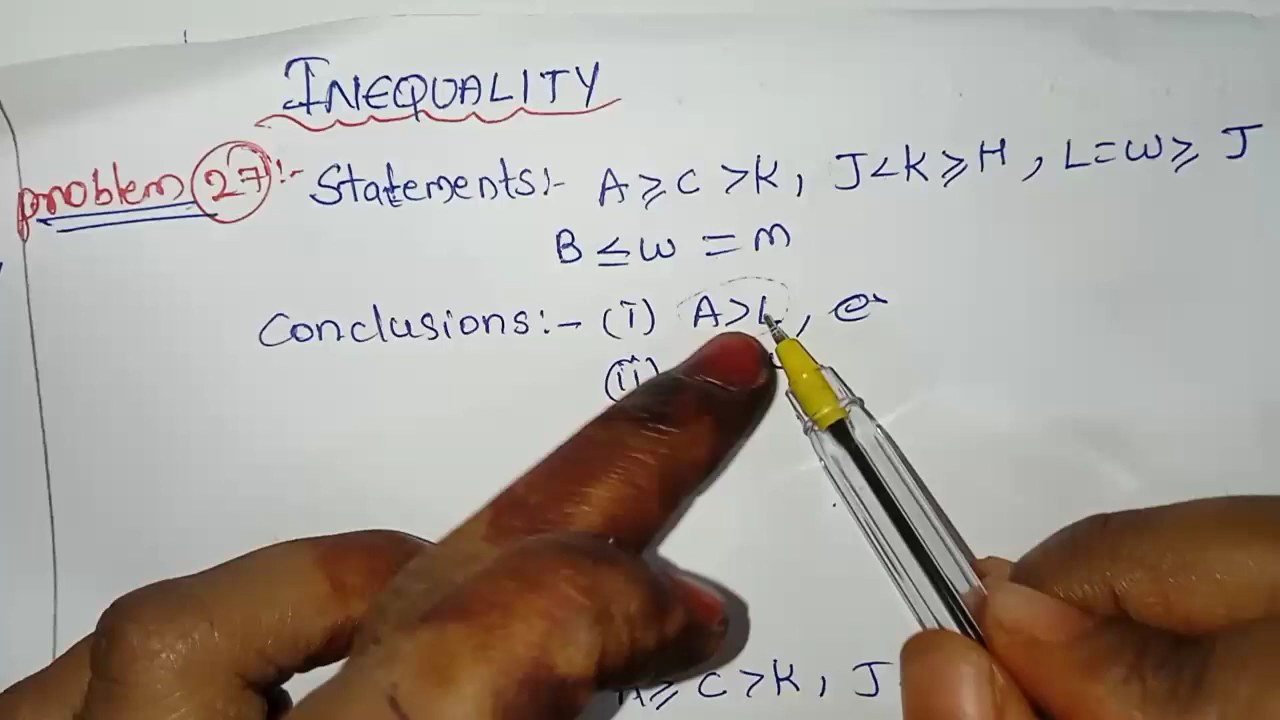 INEQUALITY
problem 27:- Statements:- A ≥ C > K, J < K ≥ H, L = W ≥ J
B ≤ W = M
Conclusions:- (i) A > L,
(ii)
A ≥ C > K, J